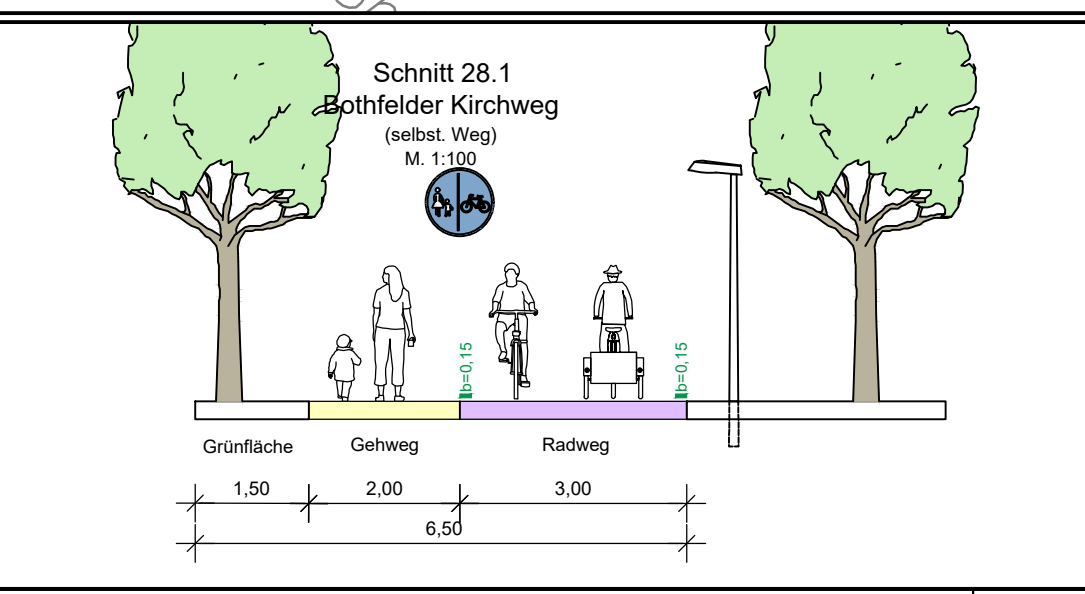 Schnitt 28.1
Bothfelder Kirchweg
(selbst. Weg)
M. 1:100
b=0,15
b=0,15
Grünfläche
Gehweg
Radweg
1,50
2,00
3,00
6,50